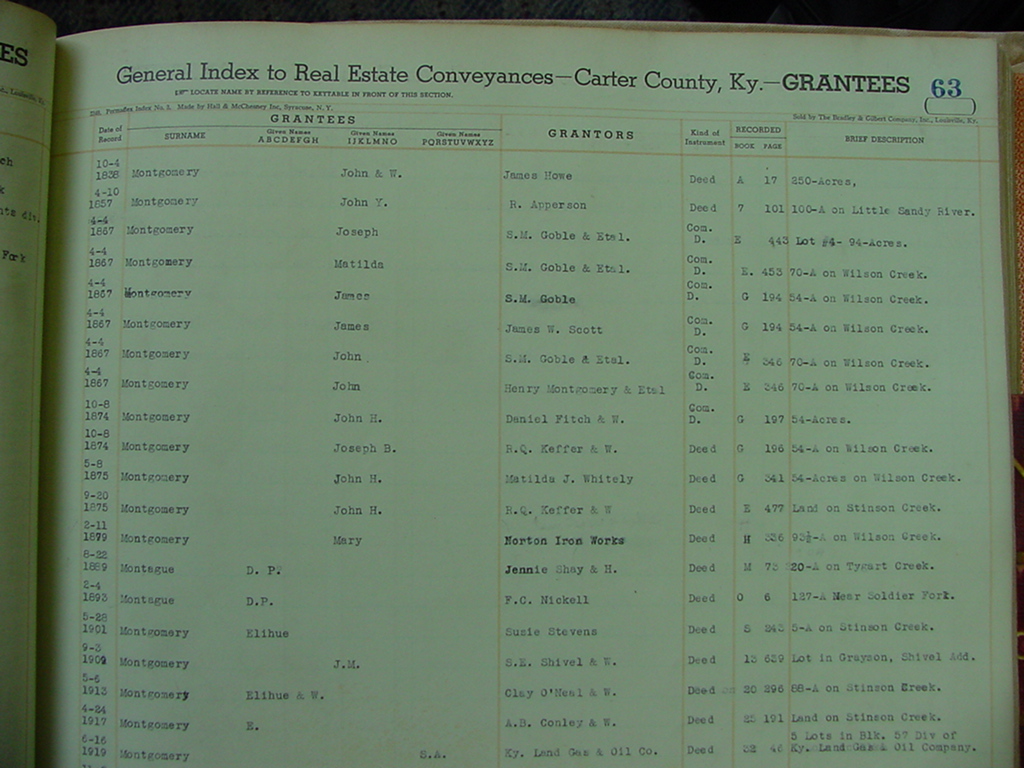 ES
General Index to Real Estate Conveyances—Carter County, Ky.—GRANTEES 63
LOCATE NAME BY REFERENCE TO KEYTABLE IN FRONT OF THIS SECTION.
Index No. 3. Made by Hall & McChesney Inc, Syracuse, N. Y. Sold by The Bradley & Gilbert Company, Inc., Louisville, Ky.
GRANTEES GRANTORS Kind of Instrument RECORDED BRIEF DESCRIPTION
Date of Record SURNAME Given Names ABCDEFGH Given Names IJKLMNO Given Names PQRSTUVWXYZ BOOK PAGE
10-4 1838 Montgomery John & W. James Howe Deed A 17 250-Acres,
4-10 1857 Montgomery John Y. R. Apperson Deed 7 101 100-A on Little Sandy River.
4-4 1867 Montgomery Joseph S.M. Goble & Etal. Com. D. E 443 Lot #4- 94-Acres.
4-4 1867 Montgomery Matilda S.M. Goble & Etal. Com. D. E. 453 70-A on Wilson Creek.
4-4 1867 Montgomery James S.M. Goble Com. D. G 194 54-A on Wilson Creek.
4-4 1867 Montgomery James James W. Scott Com. D. G 194 54-A on Wilson Creek.
4-4 1867 Montgomery John S.M. Goble & Etal. Com. D. E 346 70-A on Wilson Creek.
4-4 1867 Montgomery John Henry Montgomery & Etal Com. D. E 346 70-A on Wilson Creek.
10-8 1874 Montgomery John H. Daniel Fitch & W. Com. D. G 197 54-Acres.
10-8 1874 Montgomery Joseph B. R.Q. Keffer & W. Deed G 196 54-A on Wilson Creek.
5-8 1875 Montgomery John H. Matilda J. Whitely Deed G 341 54-Acres on Wilson Creek.
9-20 1875 Montgomery John H. R.Q. Keffer & W Deed E 477 Land on Stinson Creek.
2-11 1879 Montgomery Mary Norton Iron Works Deed H 336 93½-A on Wilson Creek.
8-22 1889 Montague D. P. Jennie Shay & H. Deed M 73 20-A on Tygart Creek.
2-4 1893 Montague D.P. F.C. Nickell Deed O 6 127-A Near Soldier Fork.
5-28 1901 Montgomery Elihue Susie Stevens Deed S 243 5-A on Stinson Creek.
9-3 1904 Montgomery J.M. S.E. Shivel & W. Deed 13 639 Lot in Grayson, Shivel Add.
5-6 1913 Montgomery Elihue & W. Clay O'Neal & W. Deed 20 296 88-A on Stinson Creek.
4-24 1917 Montgomery E. A.B. Conley & W. Deed 25 191 Land on Stinson Creek.
6-16 1919 Montgomery S.A. Ky. Land Gas & Oil Co. Deed 32 46 5 Lots in Blk. 57 Div of
Ky. Land Gas & Oil Company.